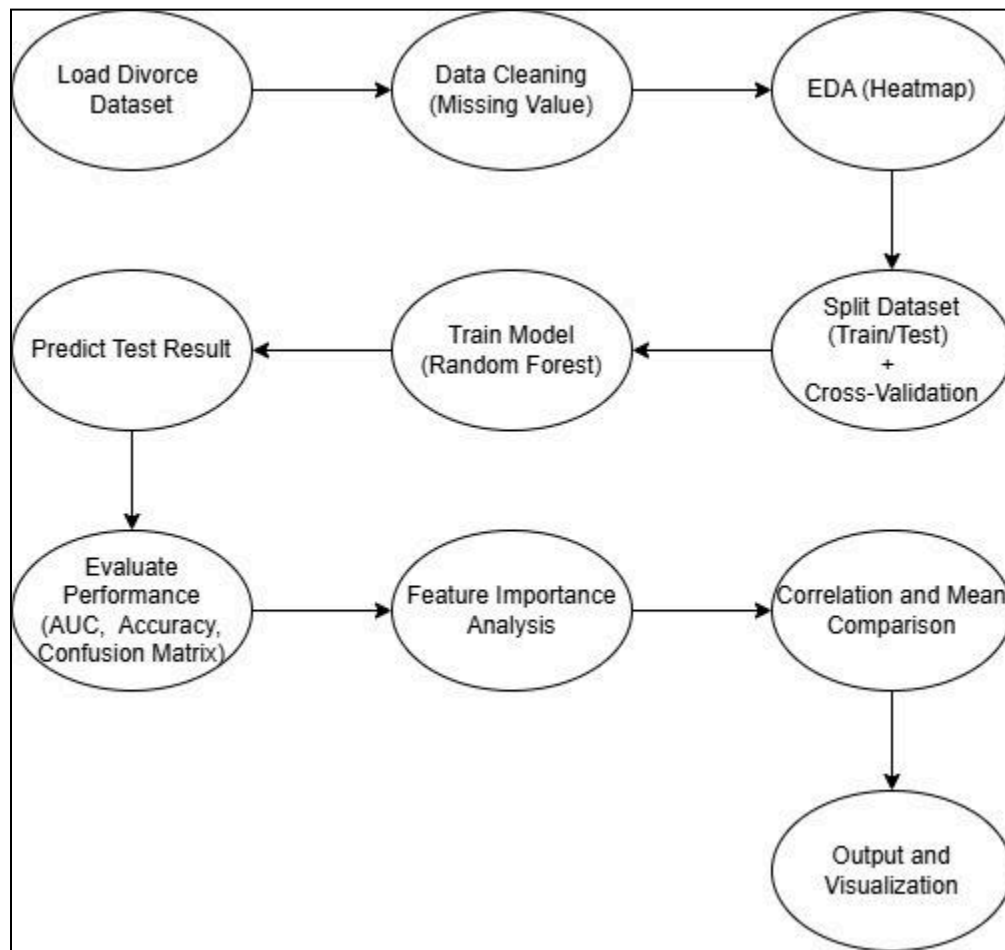 Load Divorce
Dataset
Data Cleaning
(Missing Value)
EDA (Heatmap)
Split Dataset
(Train/Test)
+
Cross-Validation
Train Model
(Random Forest)
Predict Test Result
Evaluate
Performance
(AUC, Accuracy,
Confusion Matrix)
Feature Importance
Analysis
Correlation and Mean
Comparison
Output and
Visualization